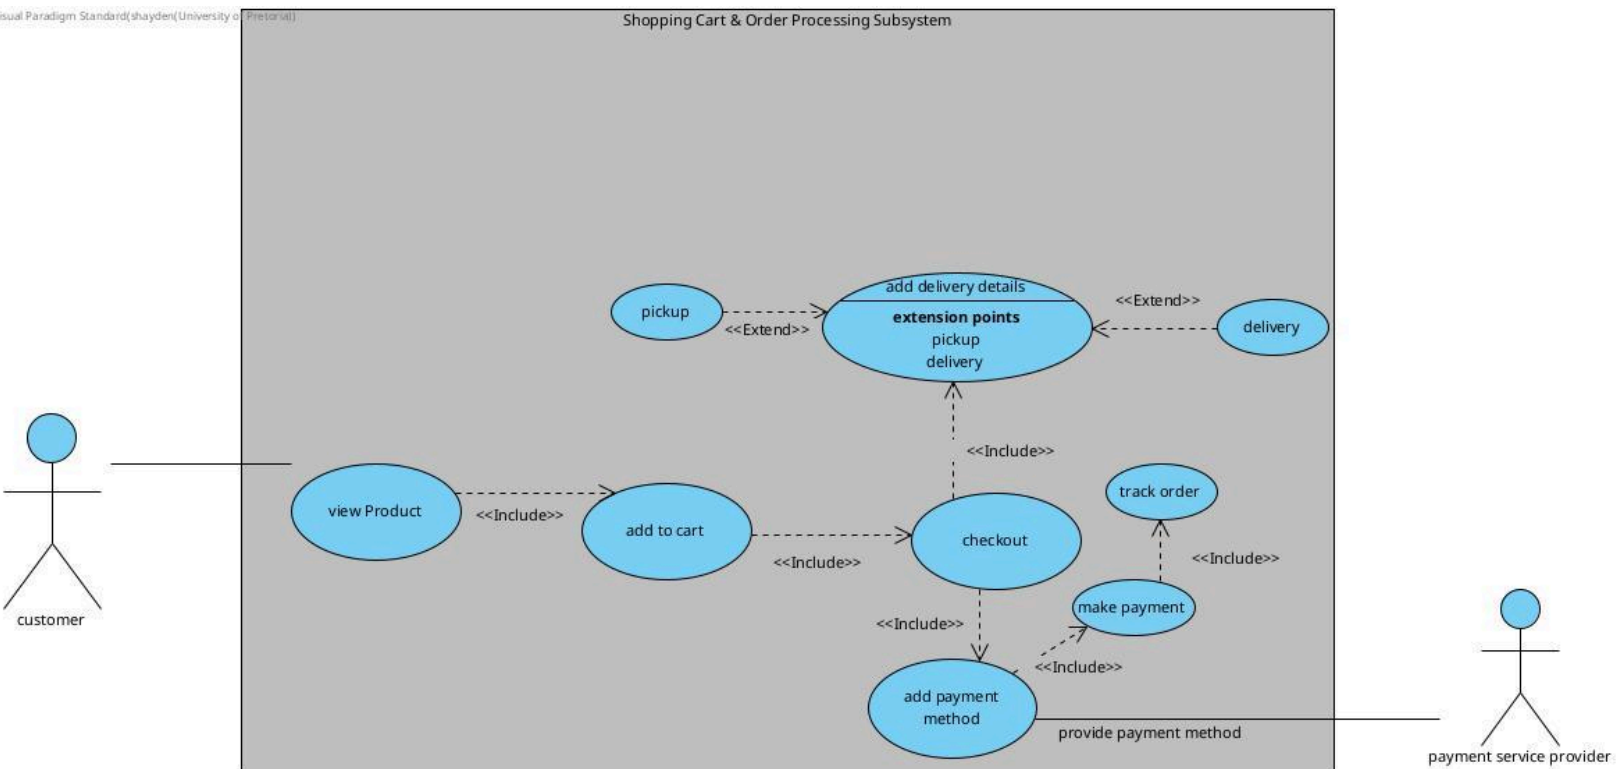 isual Paradigm Standard(shayden(University of Pretoria))
Shopping Cart & Order Processing Subsystem
add delivery details
extension points
pickup
delivery
pickup
<<Extend>>
<<Extend>>
delivery
<<Include>>
view Product
<<Include>>
add to cart
<<Include>>
checkout
track order
<<Include>>
make payment
<<Include>>
<<Include>>
add payment
method
provide payment method
customer
payment service provider